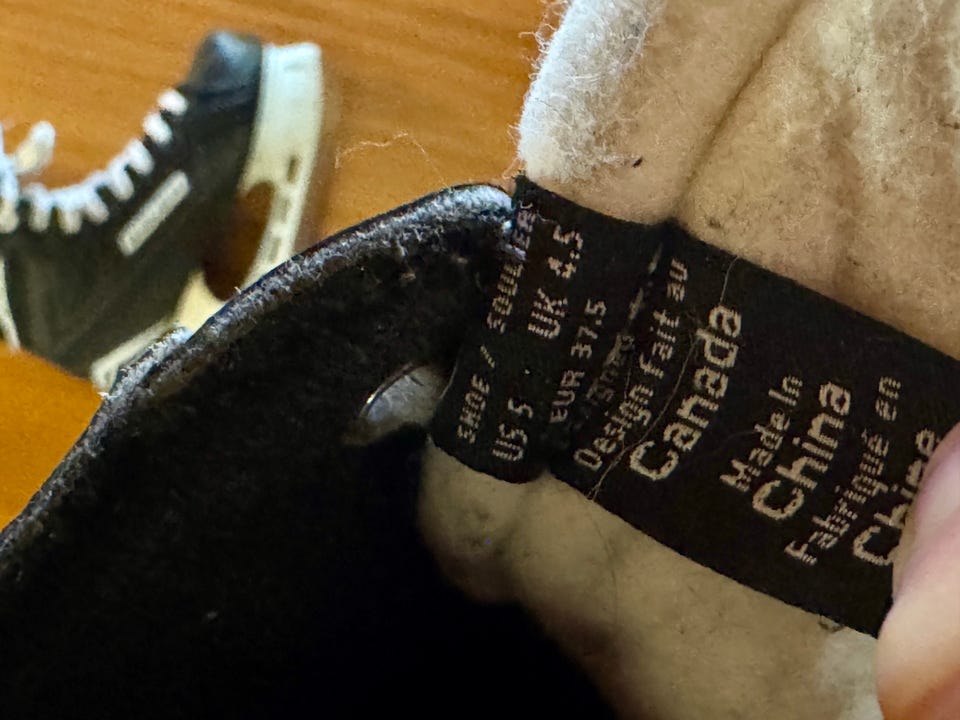 SHOE / SOULIER
US 5 UK 4.5
EUR 37.5
Design Fait au
Canada
Made In
China
Fabriqué en
Chine